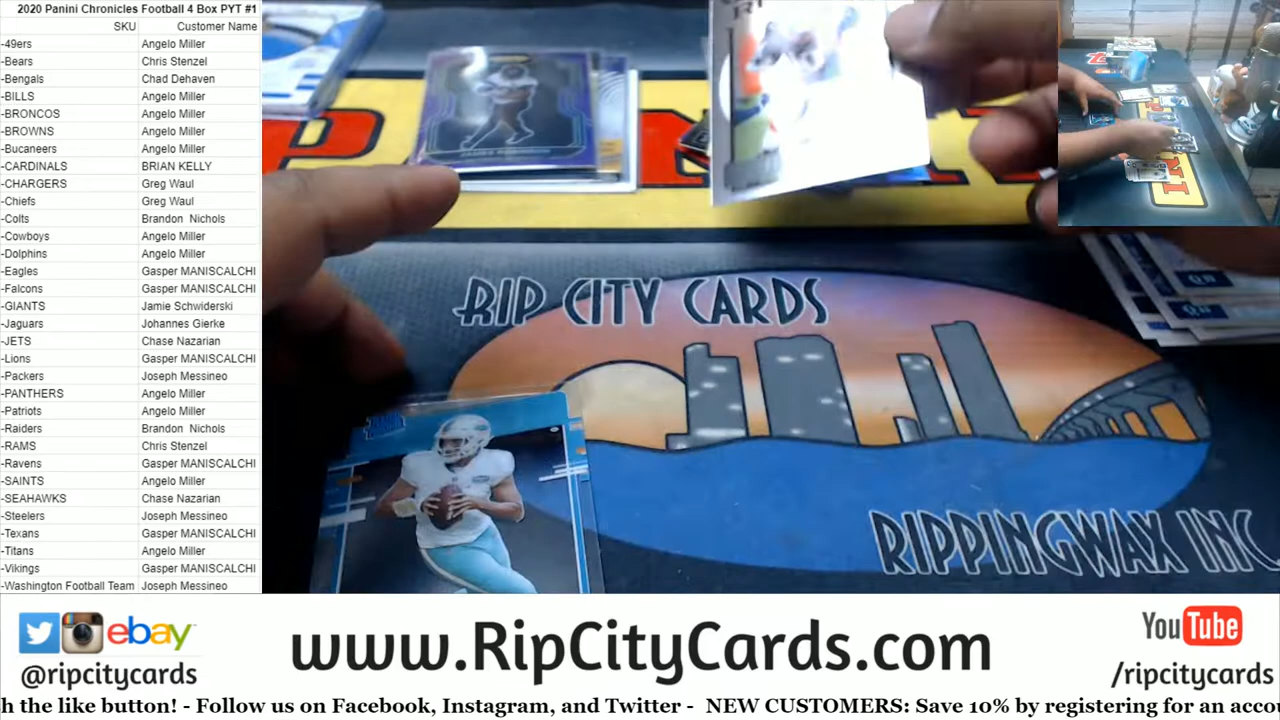 2020 Panini Chronicles Football 4 Box PYT #1
SKU Customer Name
-49ers Angelo Miller
-Bears Chris Stenzel
-Bengals Chad Dehaven
-BILLS Angelo Miller
-BRONCOS Angelo Miller
-BROWNS Angelo Miller
-Bucaneers Angelo Miller
-CARDINALS BRIAN KELLY
-CHARGERS Greg Waul
-Chiefs Greg Waul
-Colts Brandon Nichols
-Cowboys Angelo Miller
-Dolphins Angelo Miller
-Eagles Gasper MANISCALCHI
-Falcons Gasper MANISCALCHI
-GIANTS Jamie Schwiderski
-Jaguars Johannes Gierke
-JETS Chase Nazarian
-Lions Gasper MANISCALCHI
-Packers Joseph Messineo
-PANTHERS Angelo Miller
-Patriots Angelo Miller
-Raiders Brandon Nichols
-RAMS Chris Stenzel
-Ravens Gasper MANISCALCHI
-SAINTS Angelo Miller
-SEAHAWKS Chase Nazarian
-Steelers Joseph Messineo
-Texans Gasper MANISCALCHI
-Titans Angelo Miller
-Vikings Gasper MANISCALCHI
-Washington Football Team Joseph Messineo
RIP CITY CARDS
RIPPINGWAX INC
ebay
@ripcitycards
www.RipCityCards.com
YouTube
/ripcitycards
h the like button! - Follow us on Facebook, Instagram, and Twitter - NEW CUSTOMERS: Save 10% by registering for an accou